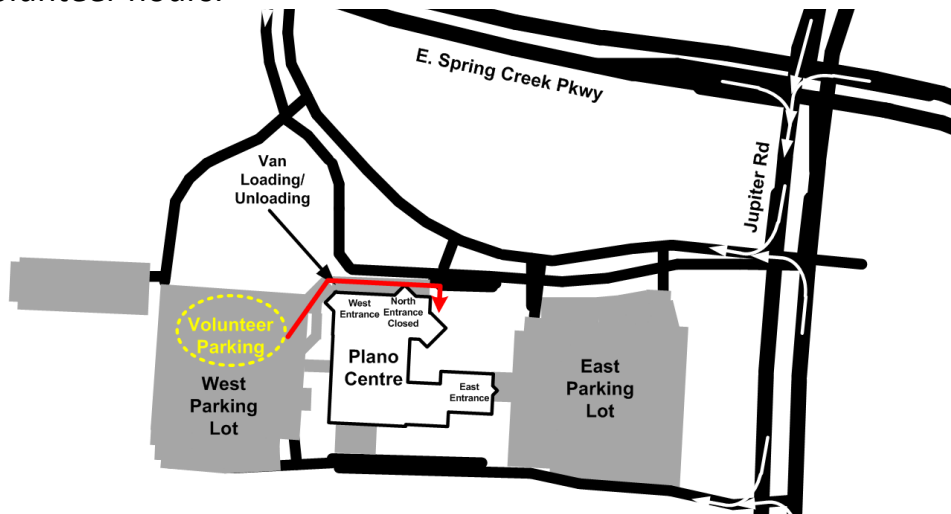 E. Spring Creek Pkwy
Jupiter Rd
Van
Loading/
Unloading
Volunteer
Parking
West
Parking
Lot
West
Entrance
North
Entrance
Closed
Plano
Centre
East
Entrance
East
Parking
Lot